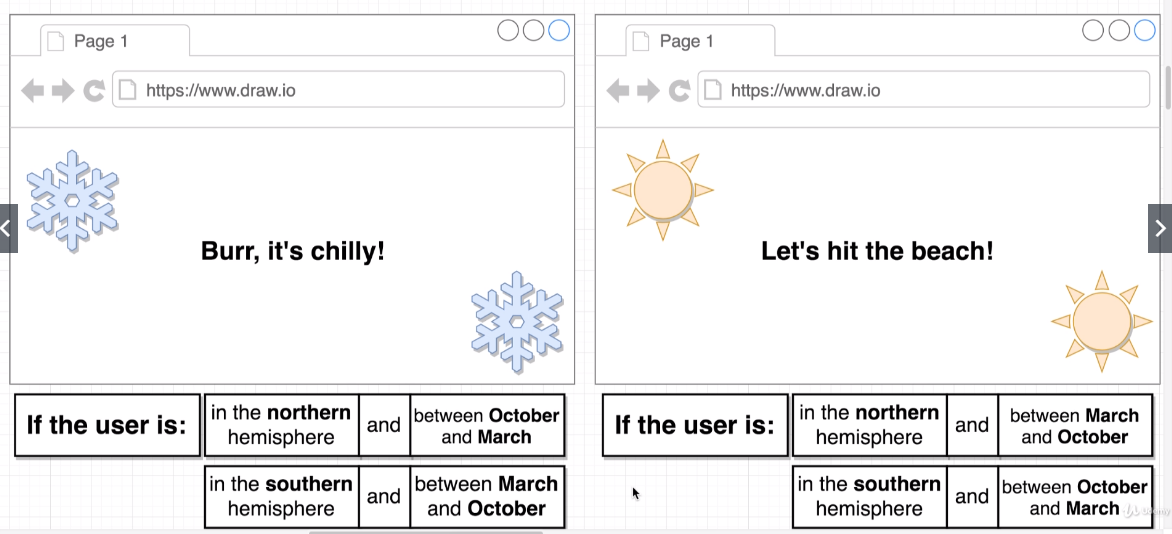 Page 1
https://www.draw.io
Burr, it's chilly!
If the user is:
in the northern
hemisphere
and
between October
and March
in the southern
hemisphere
and
between March
and October
Page 1
https://www.draw.io
Let's hit the beach!
If the user is:
in the northern
hemisphere
and
between March
and October
in the southern
hemisphere
and
between October
and March